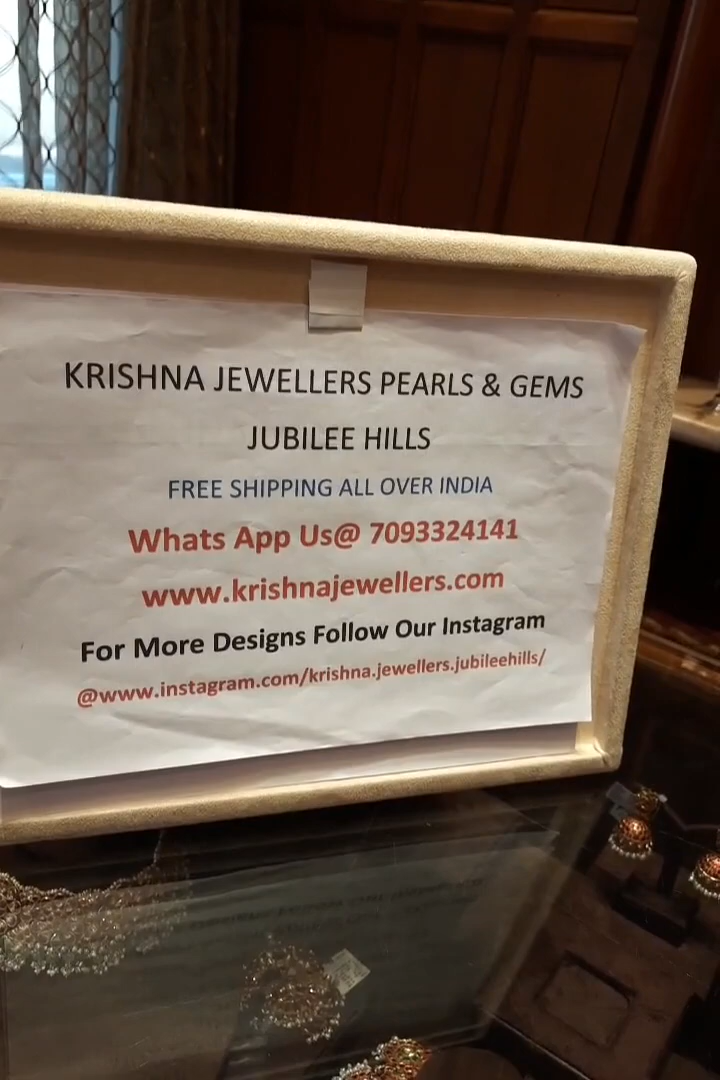 KRISHNA JEWELLERS PEARLS & GEMS
JUBILEE HILLS
FREE SHIPPING ALL OVER INDIA
Whats App Us@ 7093324141
www.krishnajewellers.com
For More Designs Follow Our Instagram
@www.instagram.com/krishna.jewellers.jubileehills/